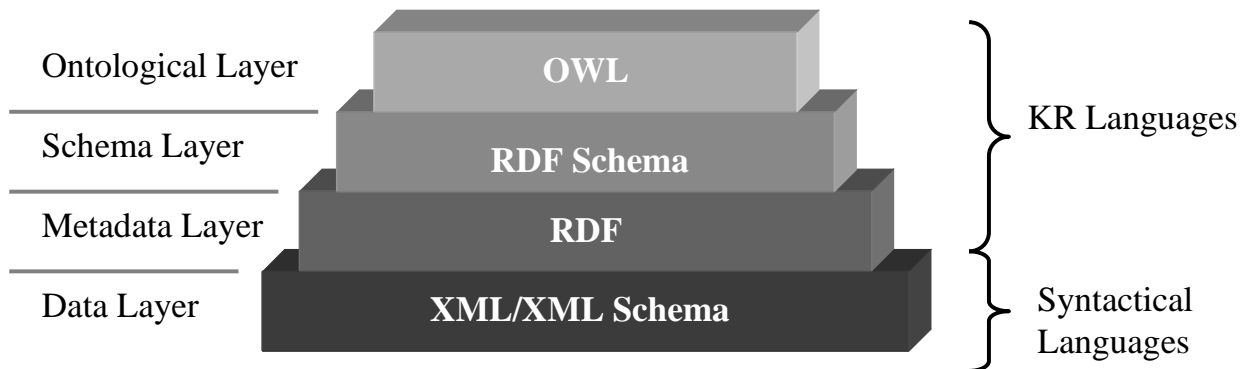 Ontological Layer
OWL
KR Languages
Schema Layer
RDF Schema
Metadata Layer
RDF
Data Layer
XML/XML Schema
Syntactical
Languages